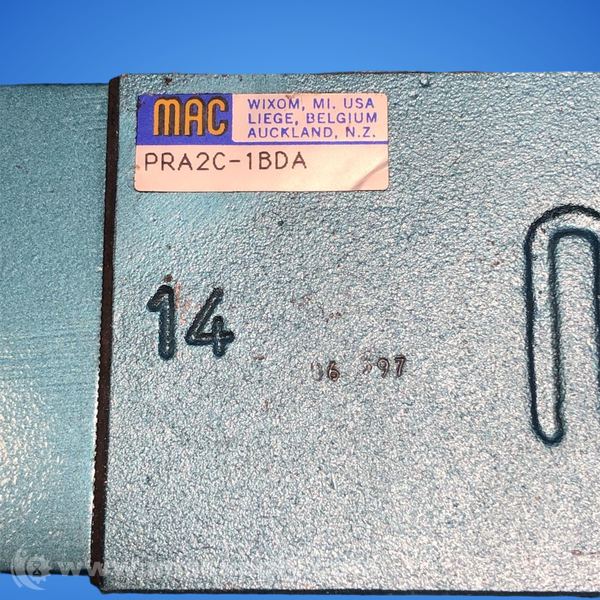 MAC
WIXOM, MI. USA
LIEGE, BELGIUM
AUCKLAND, N.Z.
PRA2C-1BDA
14